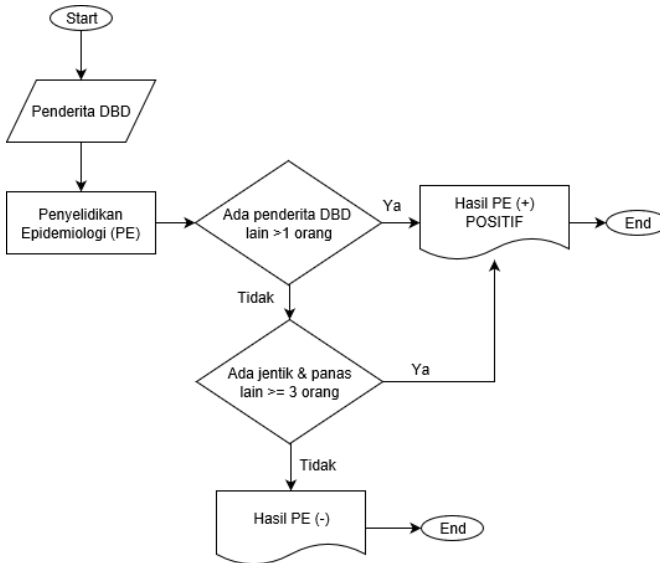 Start
Penderita DBD
Penyelidikan
Epidemiologi (PE)
Ada penderita DBD
lain >1 orang
Ya
Hasil PE (+)
POSITIF
End
Tidak
Ada jentik & panas
lain >= 3 orang
Ya
Tidak
Hasil PE (-)
End